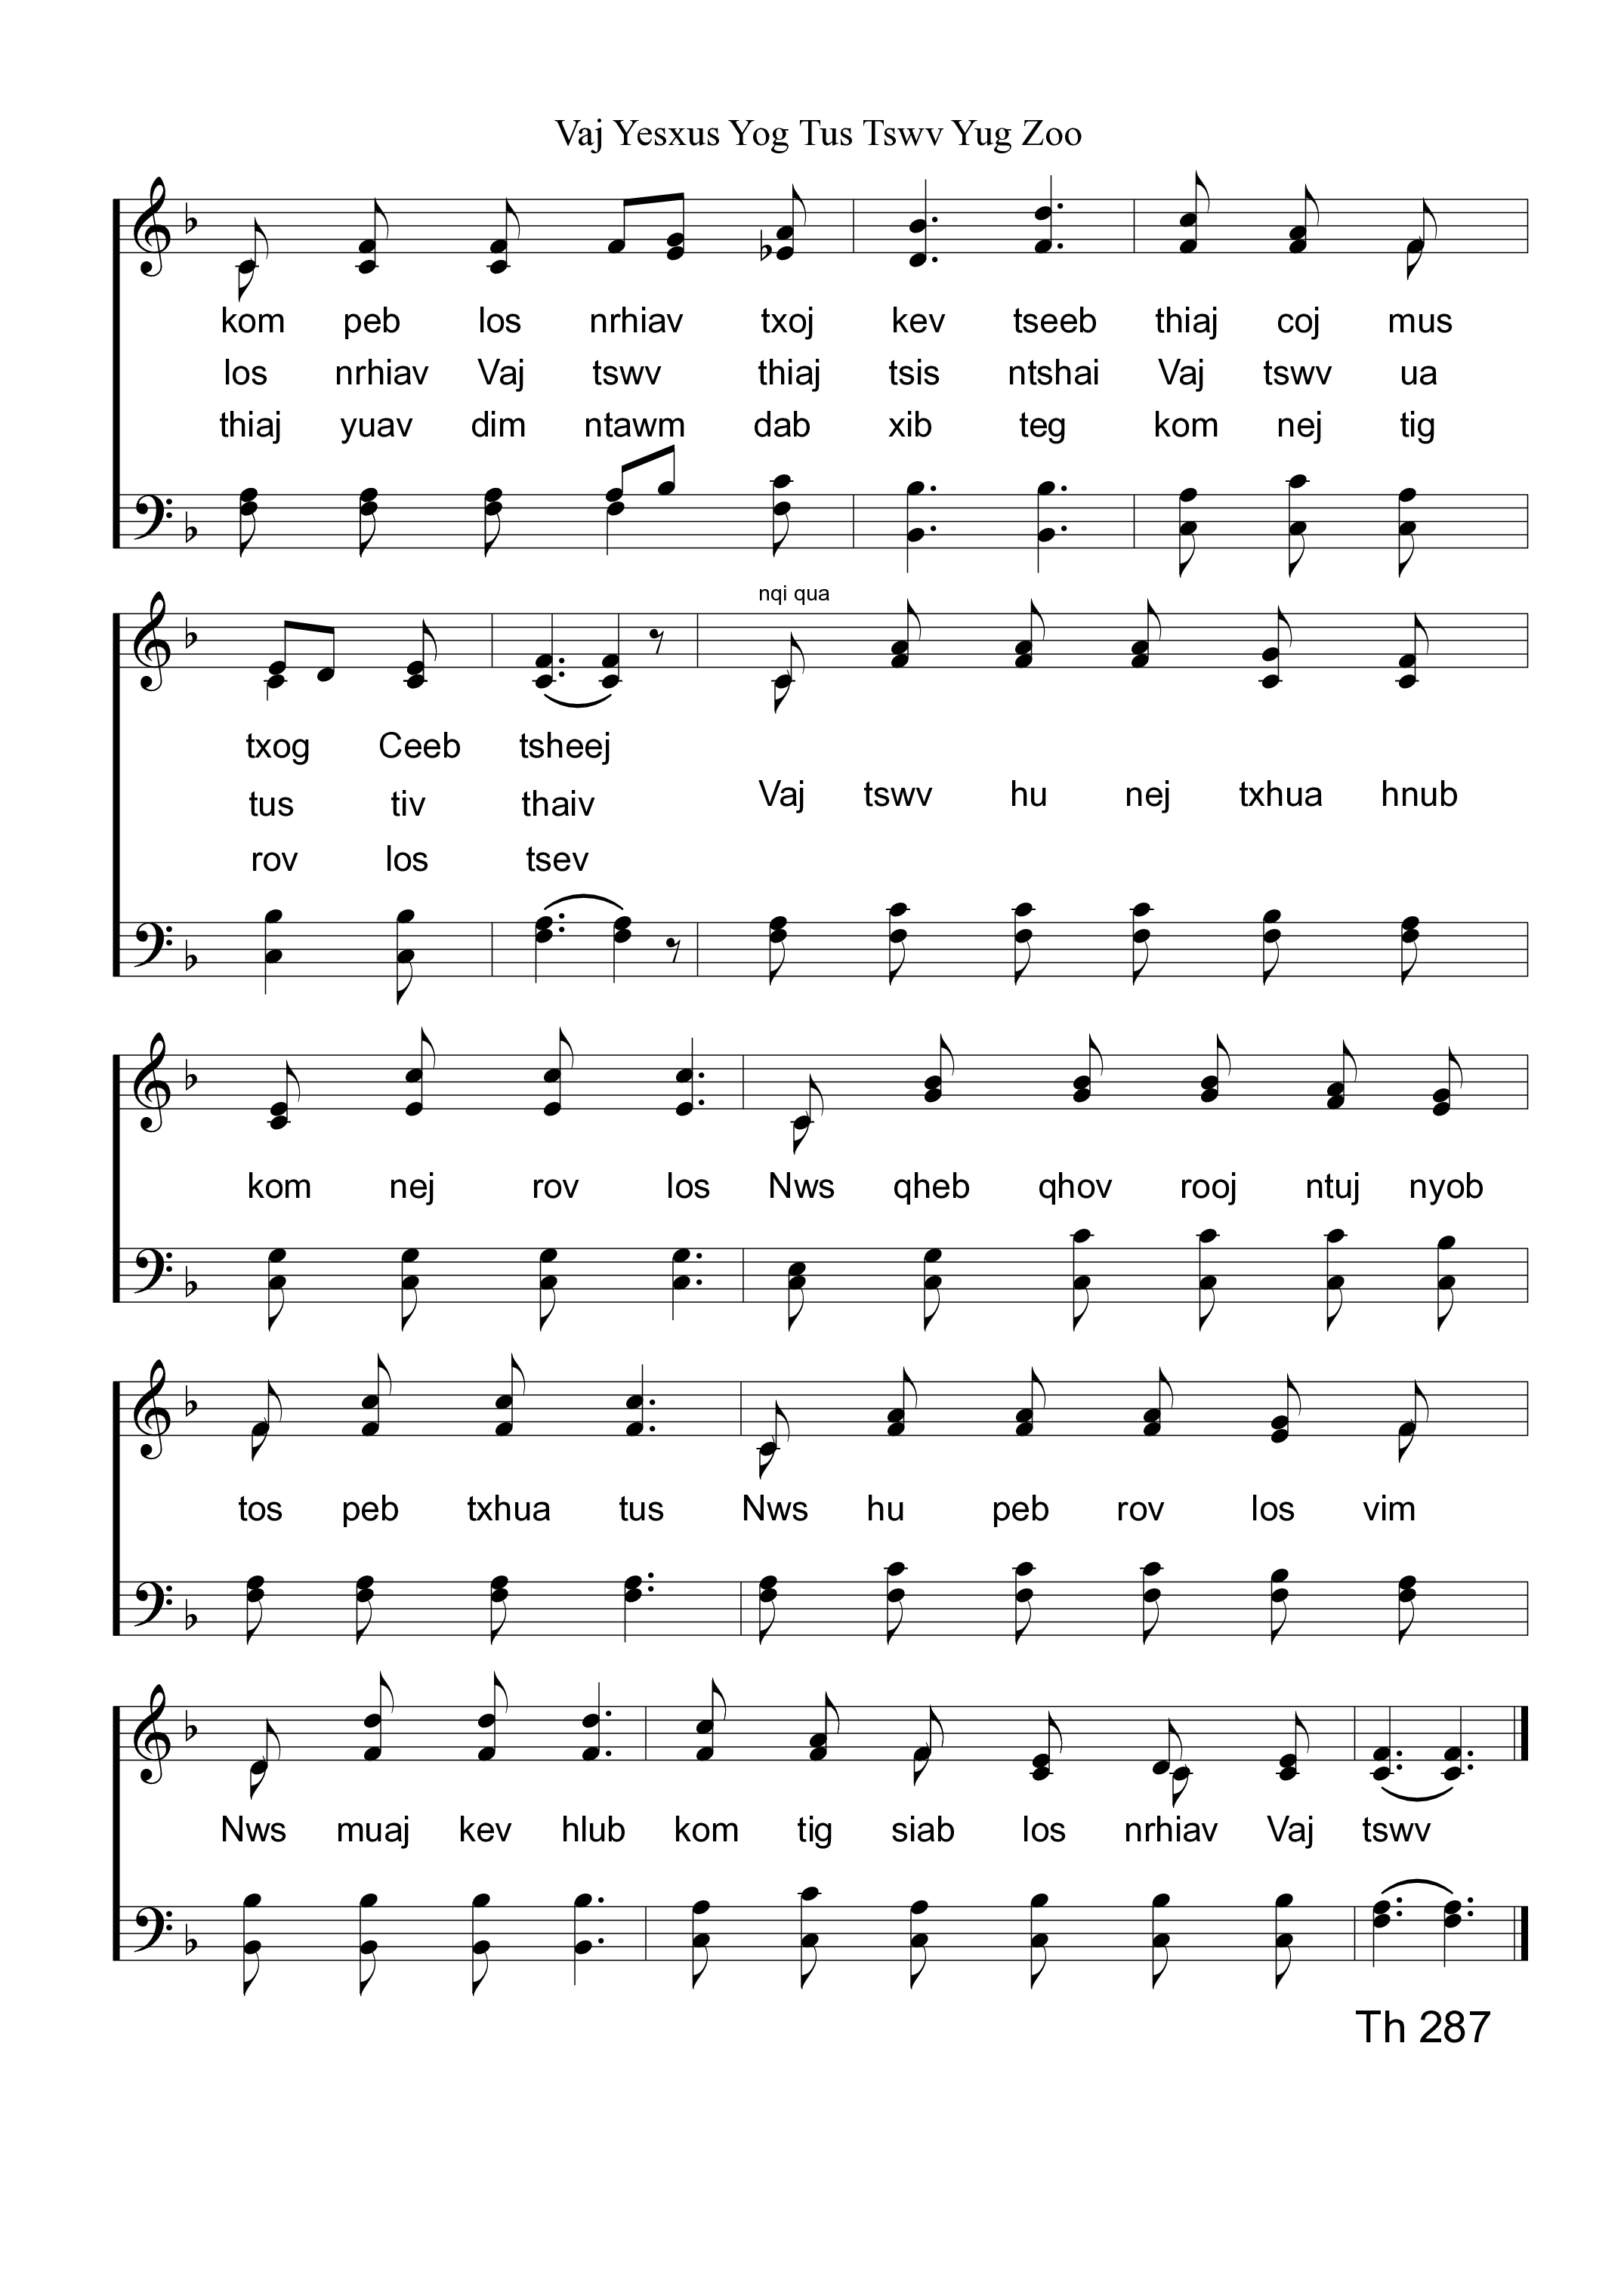 Vaj Yesxus Yog Tus Tswv Yug Zoo
kom peb los nrhiav txoj kev tseeb thiaj coj mus
los nrhiav Vaj tswv thiaj tsis ntshai Vaj tswv ua
thiaj yuav dim ntawm dab xib teg kom nej tig
nqi qua
txog Ceeb tsheej
tus tiv thaiv
rov los tsev
Vaj tswv hu nej txhua hnub
kom nej rov los Nws qheb qhov rooj ntuj nyob
tos peb txhua tus Nws hu peb rov los vim
Nws muaj kev hlub kom tig siab los nrhiav Vaj tswv
Th 287